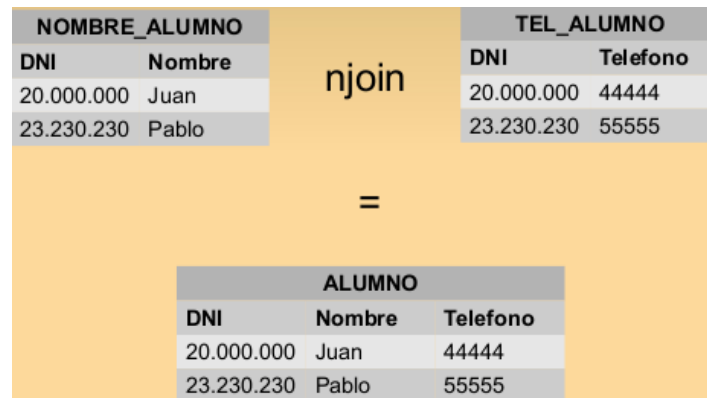 NOMBRE_ALUMNO
DNI Nombre
20.000.000 Juan
23.230.230 Pablo
njoin
TEL_ALUMNO
DNI Telefono
20.000.000 44444
23.230.230 55555
=
ALUMNO
DNI Nombre Telefono
20.000.000 Juan 44444
23.230.230 Pablo 55555